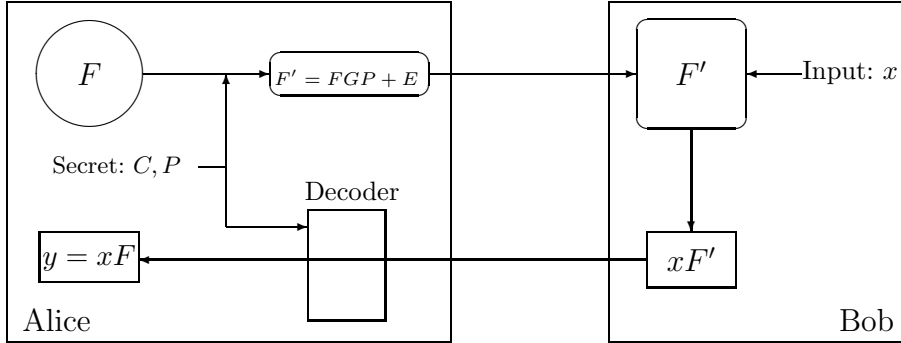 F
F' = FGP + E
F'
Input: x
Secret: C, P
Decoder
y = xF
xF'
Alice
Bob